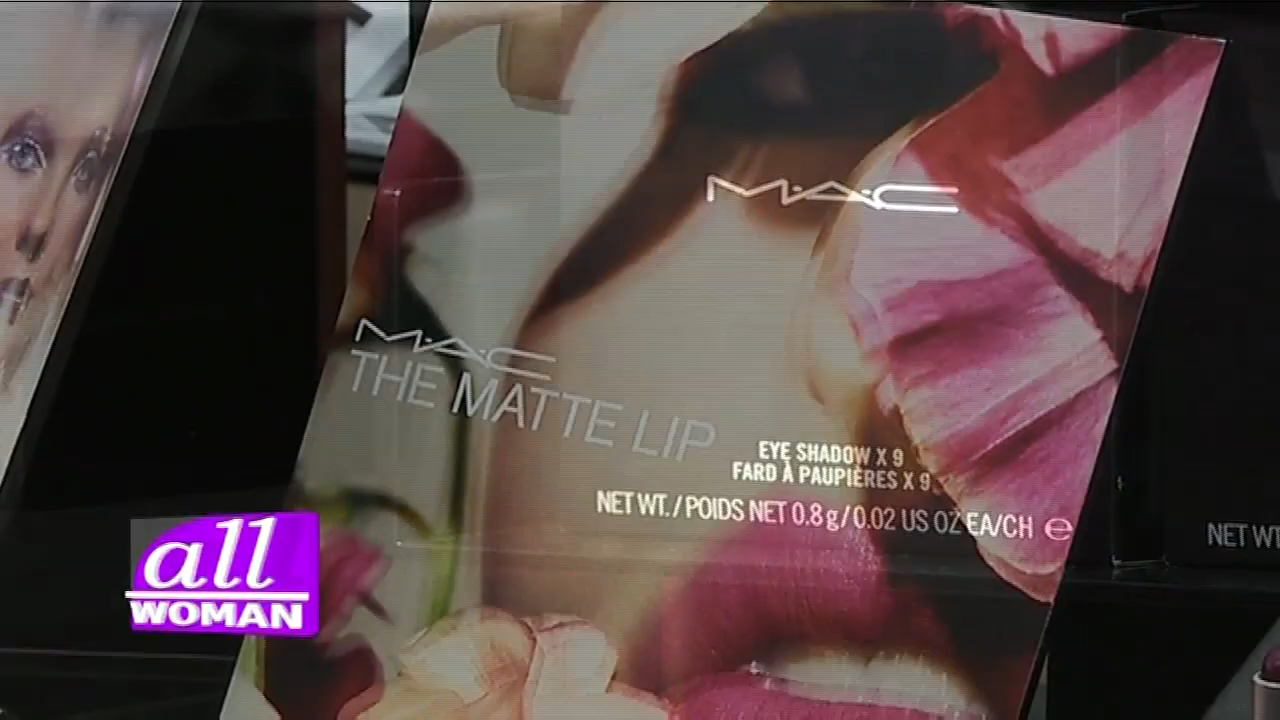 M·A·C
M·A·C
THE MATTE LIP
EYE SHADOW X 9
FARD À PAUPIÈRES X 9
NET WT. / POIDS NET 0.8 g / 0.02 US OZ EA/CH e
NET WT
all
WOMAN